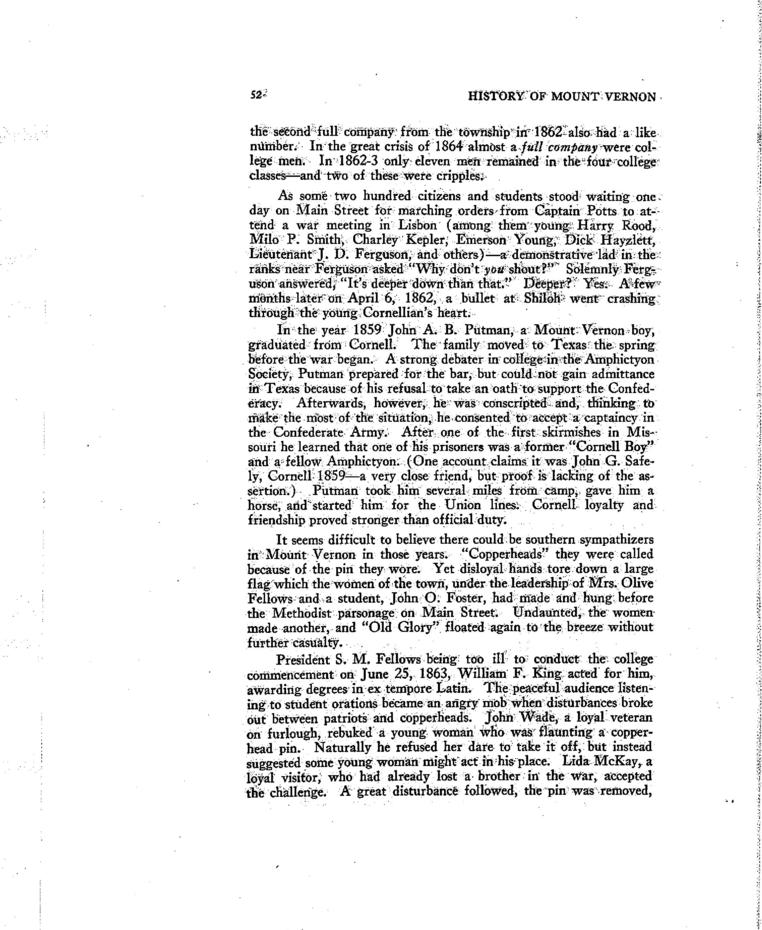 52
HISTORY OF MOUNT VERNON
the second full company from the township in 1862 also had a like
number. In the great crisis of 1864 almost a full company were col-
lege men. In 1862-3 only eleven men remained in the four college
classes—and two of these were cripples.
As some two hundred citizens and students stood waiting one
day on Main Street for marching orders from Captain Potts to at-
tend a war meeting in Lisbon (among them young Harry Rood,
Milo P. Smith, Charley Kepler, Emerson Young, Dick Hayzlett,
Lieutenant J. D. Ferguson, and others)—a demonstrative lad in the
ranks near Ferguson asked "Why don't you shout?" Solemnly Ferg-
uson answered, "It's deeper down than that." Deeper? Yes. A few
months later on April 6, 1862, a bullet at Shiloh went crashing
through the young Cornellian's heart.
In the year 1859 John A. B. Putman, a Mount Vernon boy,
graduated from Cornell. The family moved to Texas the spring
before the war began. A strong debater in college in the Amphictyon
Society, Putman prepared for the bar, but could not gain admittance
in Texas because of his refusal to take an oath to support the Confed-
eracy. Afterwards, however, he was conscripted and, thinking to
make the most of the situation, he consented to accept a captaincy in
the Confederate Army. After one of the first skirmishes in Mis-
souri he learned that one of his prisoners was a former "Cornell Boy"
and a fellow Amphictyon. (One account claims it was John G. Safe-
ly, Cornell 1859—a very close friend, but proof is lacking of the as-
sertion.) Putman took him several miles from camp, gave him a
horse, and started him for the Union lines. Cornell loyalty and
friendship proved stronger than official duty.
It seems difficult to believe there could be southern sympathizers
in Mount Vernon in those years. "Copperheads" they were called
because of the pin they wore. Yet disloyal hands tore down a large
flag which the women of the town, under the leadership of Mrs. Olive
Fellows and a student, John O. Foster, had made and hung before
the Methodist parsonage on Main Street. Undaunted, the women
made another, and "Old Glory" floated again to the breeze without
further casualty.
President S. M. Fellows being too ill to conduct the college
commencement on June 25, 1863, William F. King acted for him,
awarding degrees in ex tempore Latin. The peaceful audience listen-
ing to student orations became an angry mob when disturbances broke
out between patriots and copperheads. John Wade, a loyal veteran
on furlough, rebuked a young woman who was flaunting a copper-
head pin. Naturally he refused her dare to take it off, but instead
suggested some young woman might act in his place. Lida McKay, a
loyal visitor, who had already lost a brother in the war, accepted
the challenge. A great disturbance followed, the pin was removed,